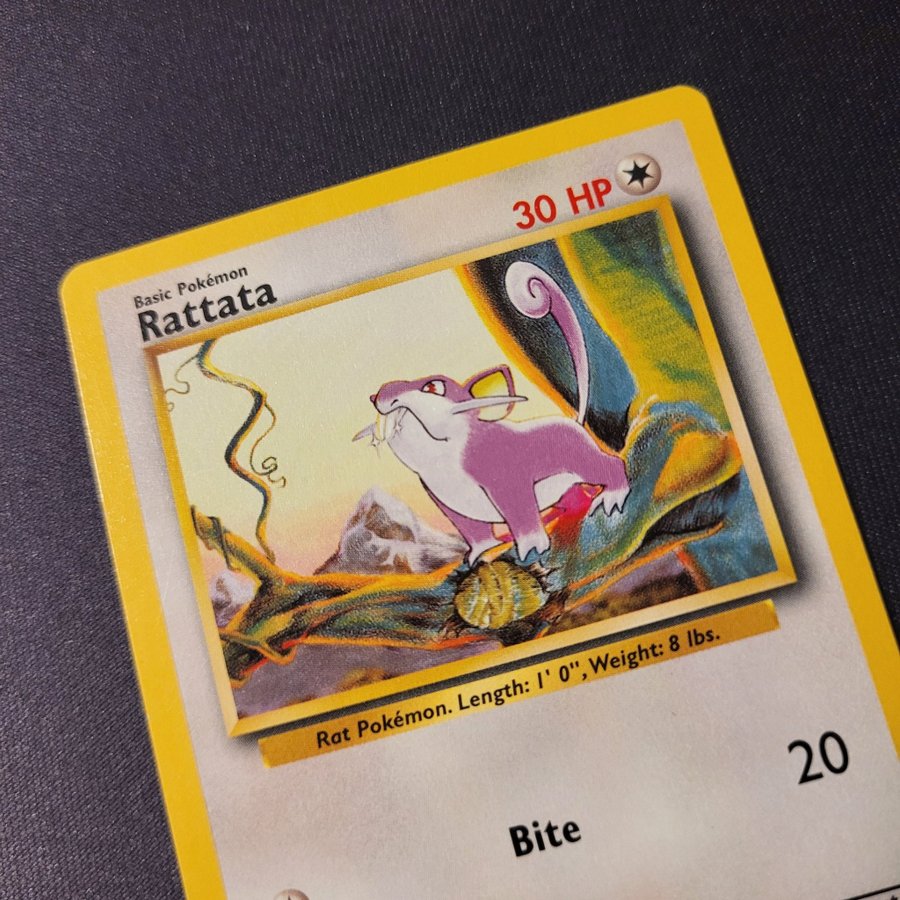 Basic Pokémon
Rattata
30 HP
Rat Pokémon. Length: 1' 0", Weight: 8 lbs.
Bite
20